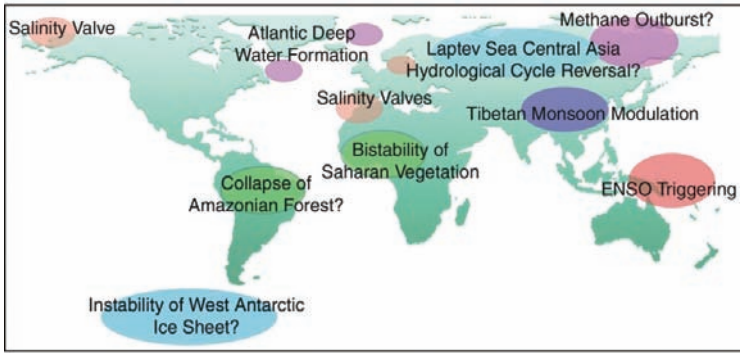 Salinity Valve
Atlantic Deep
Water Formation
Methane Outburst?
Laptev Sea Central Asia
Hydrological Cycle Reversal?
Salinity Valves
Tibetan Monsoon Modulation
Bistability of
Saharan Vegetation
Collapse of
Amazonian Forest?
ENSO Triggering
Instability of West Antarctic
Ice Sheet?